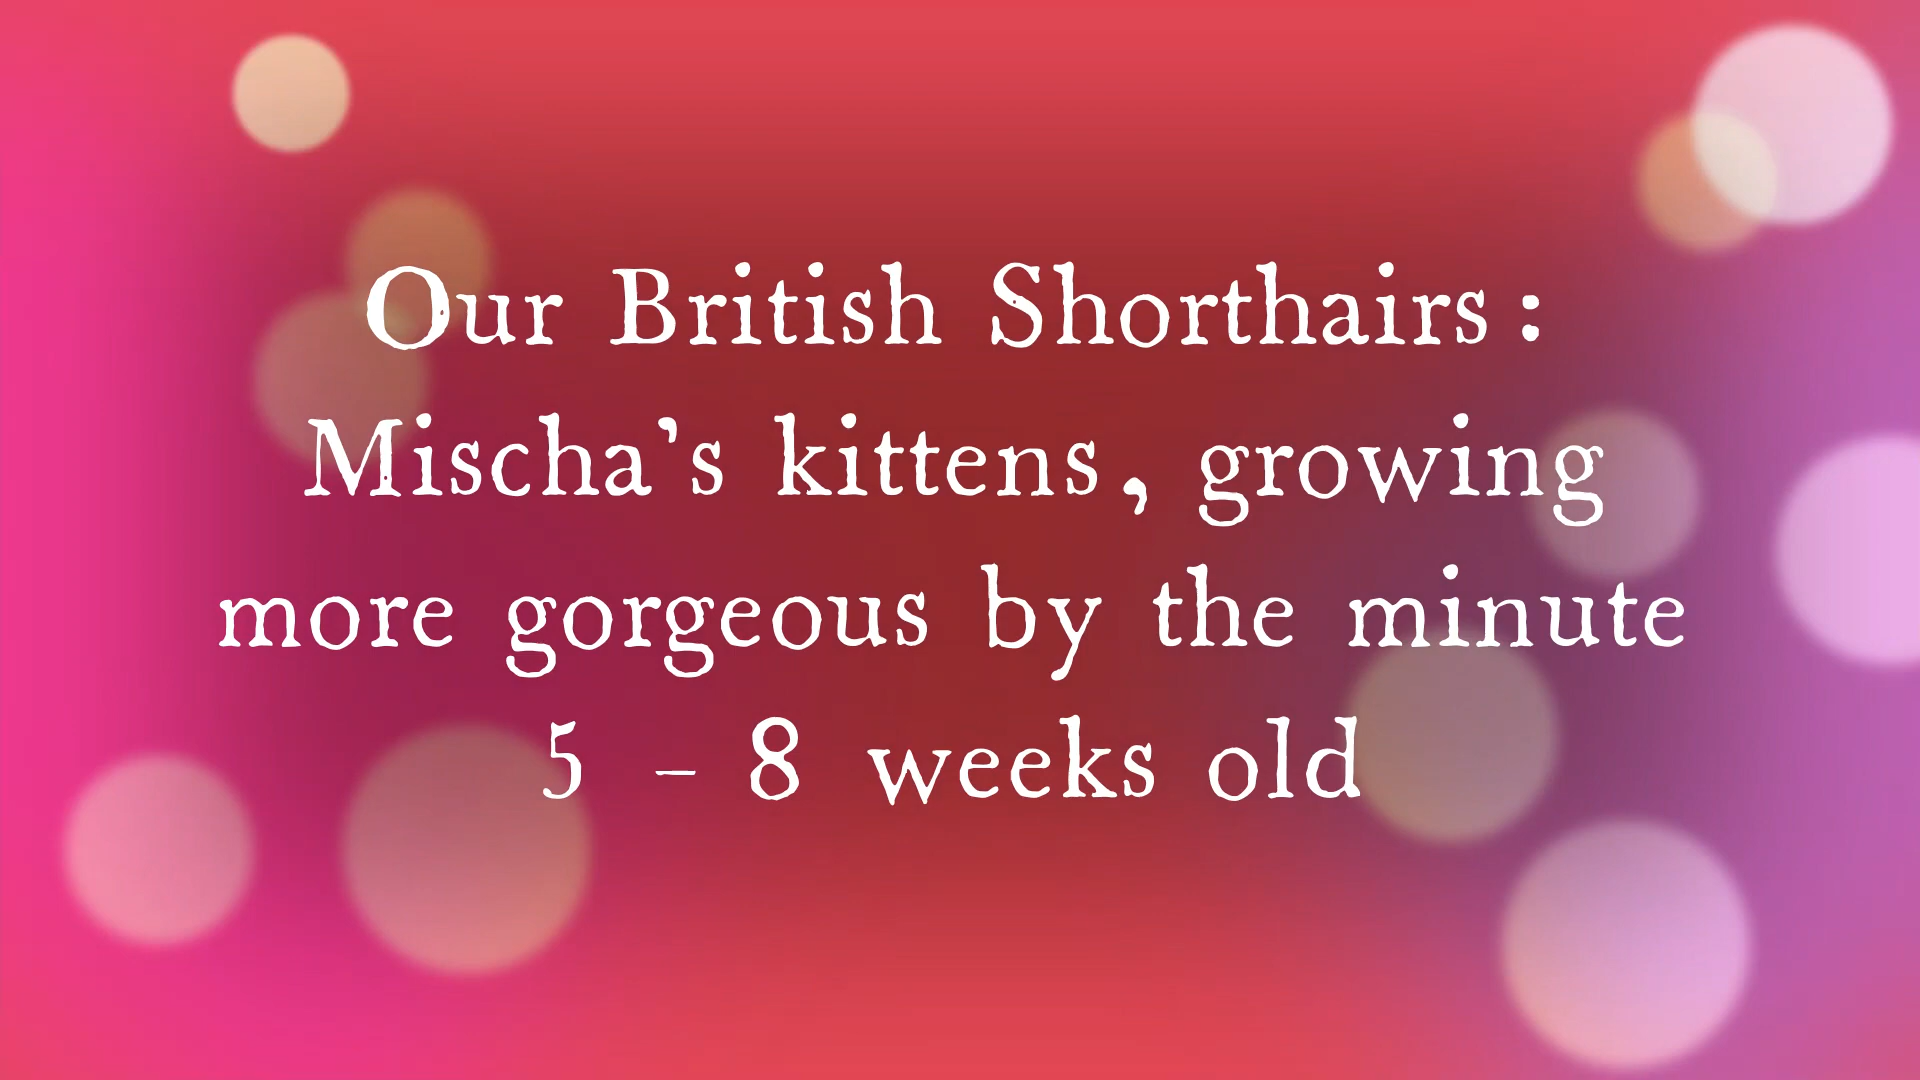 Our British Shorthairs:
Mischa's kittens, growing
more gorgeous by the minute
5 - 8 weeks old